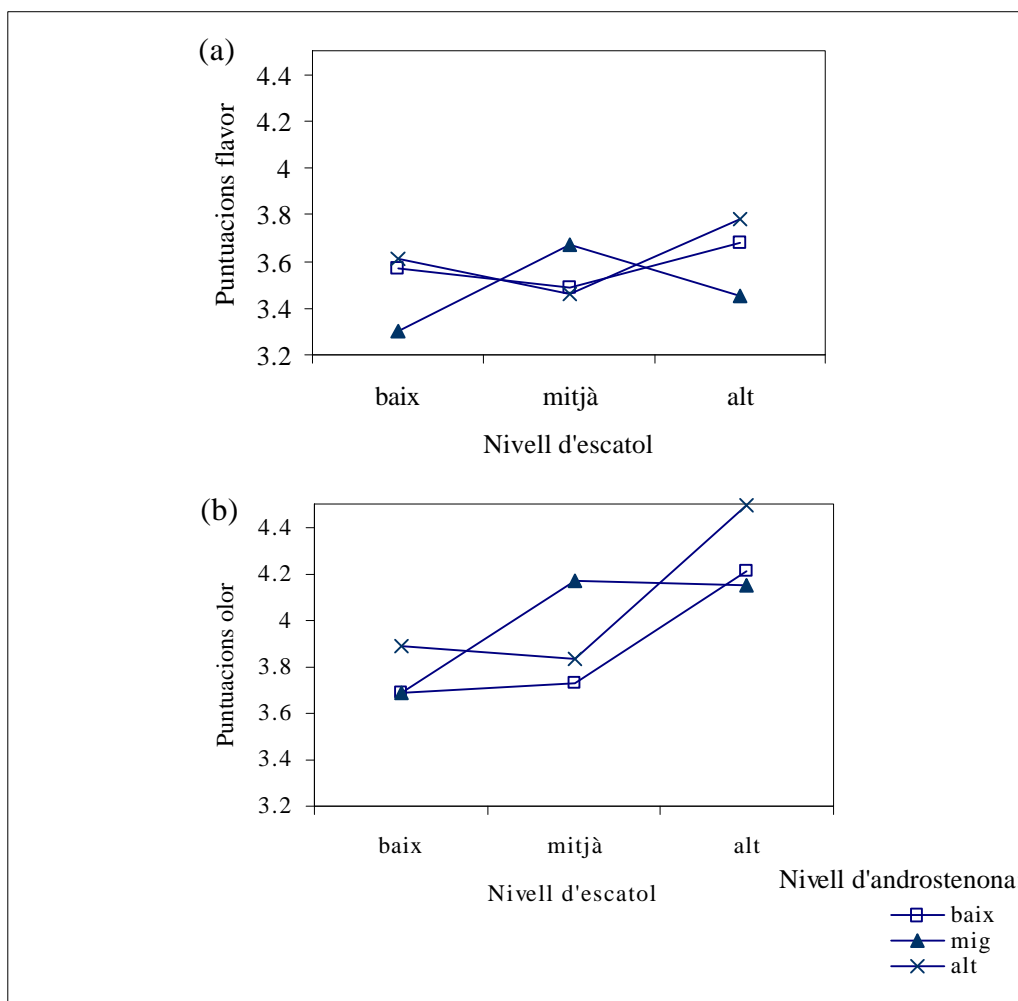 (a)
Puntuacions flavor
4.4
4.2
4
3.8
3.6
3.4
3.2
baix mitjà alt
Nivell d'escatol
(b)
Puntuacions olor
4.4
4.2
4
3.8
3.6
3.4
3.2
baix mitjà alt
Nivell d'escatol
Nivell d'androstenona
baix
mig
alt